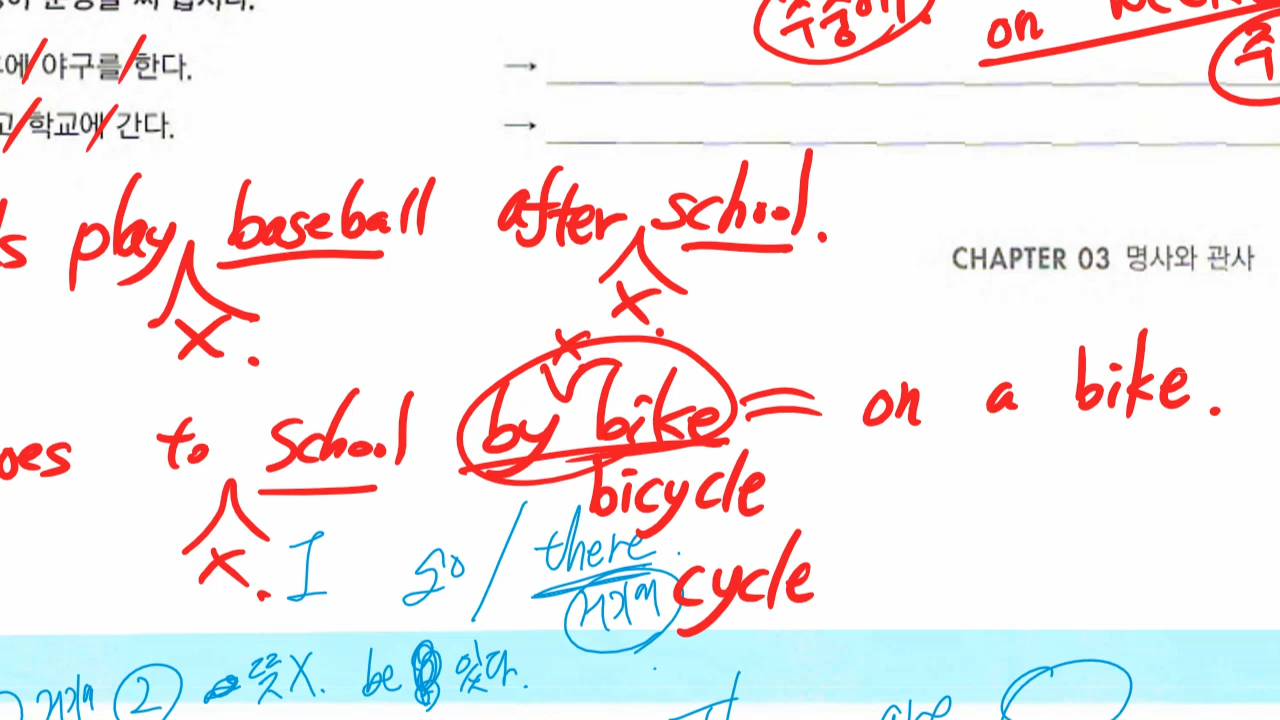 주중에
on
주
에 야구를 한다. →
고 학교에 간다. →
play baseball after school.
CHAPTER 03 명사와 관사
X. X.
X
to school by bike = on a bike.
bicycle
X. I go / there.
거기에 cycle
거기에 ② 뜻X. be 있다.
are